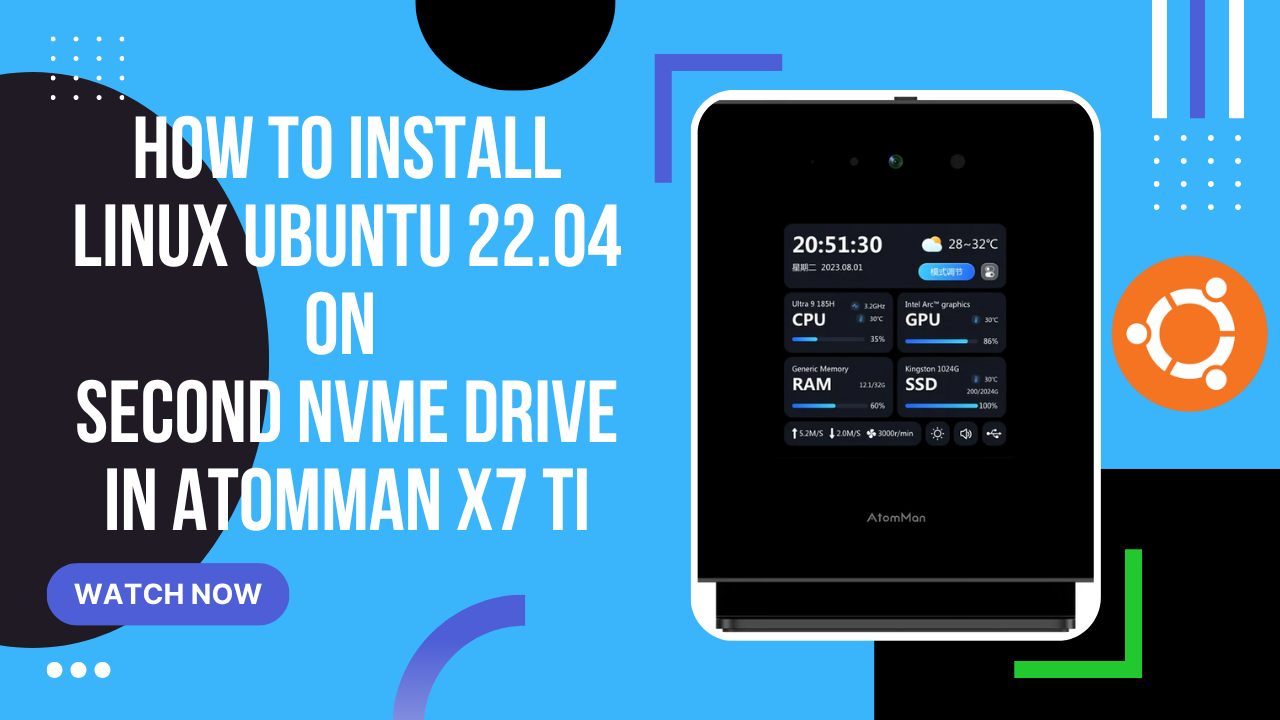 HOW TO INSTALL
LINUX UBUNTU 22.04
ON
SECOND NVME DRIVE
IN ATOMMAN X7 TI
WATCH NOW
20:51:30
28~32℃
星期二 2023.08.01
模式调节
Ultra 9 185H
3.2GHz
CPU
30℃
35%
Intel Arc™ graphics
GPU
30℃
86%
Generic Memory
RAM
12.1/32G
60%
Kingston 1024G
SSD
30℃
200/2024G
100%
5.2M/S 2.0M/S 3000r/min
AtomMan